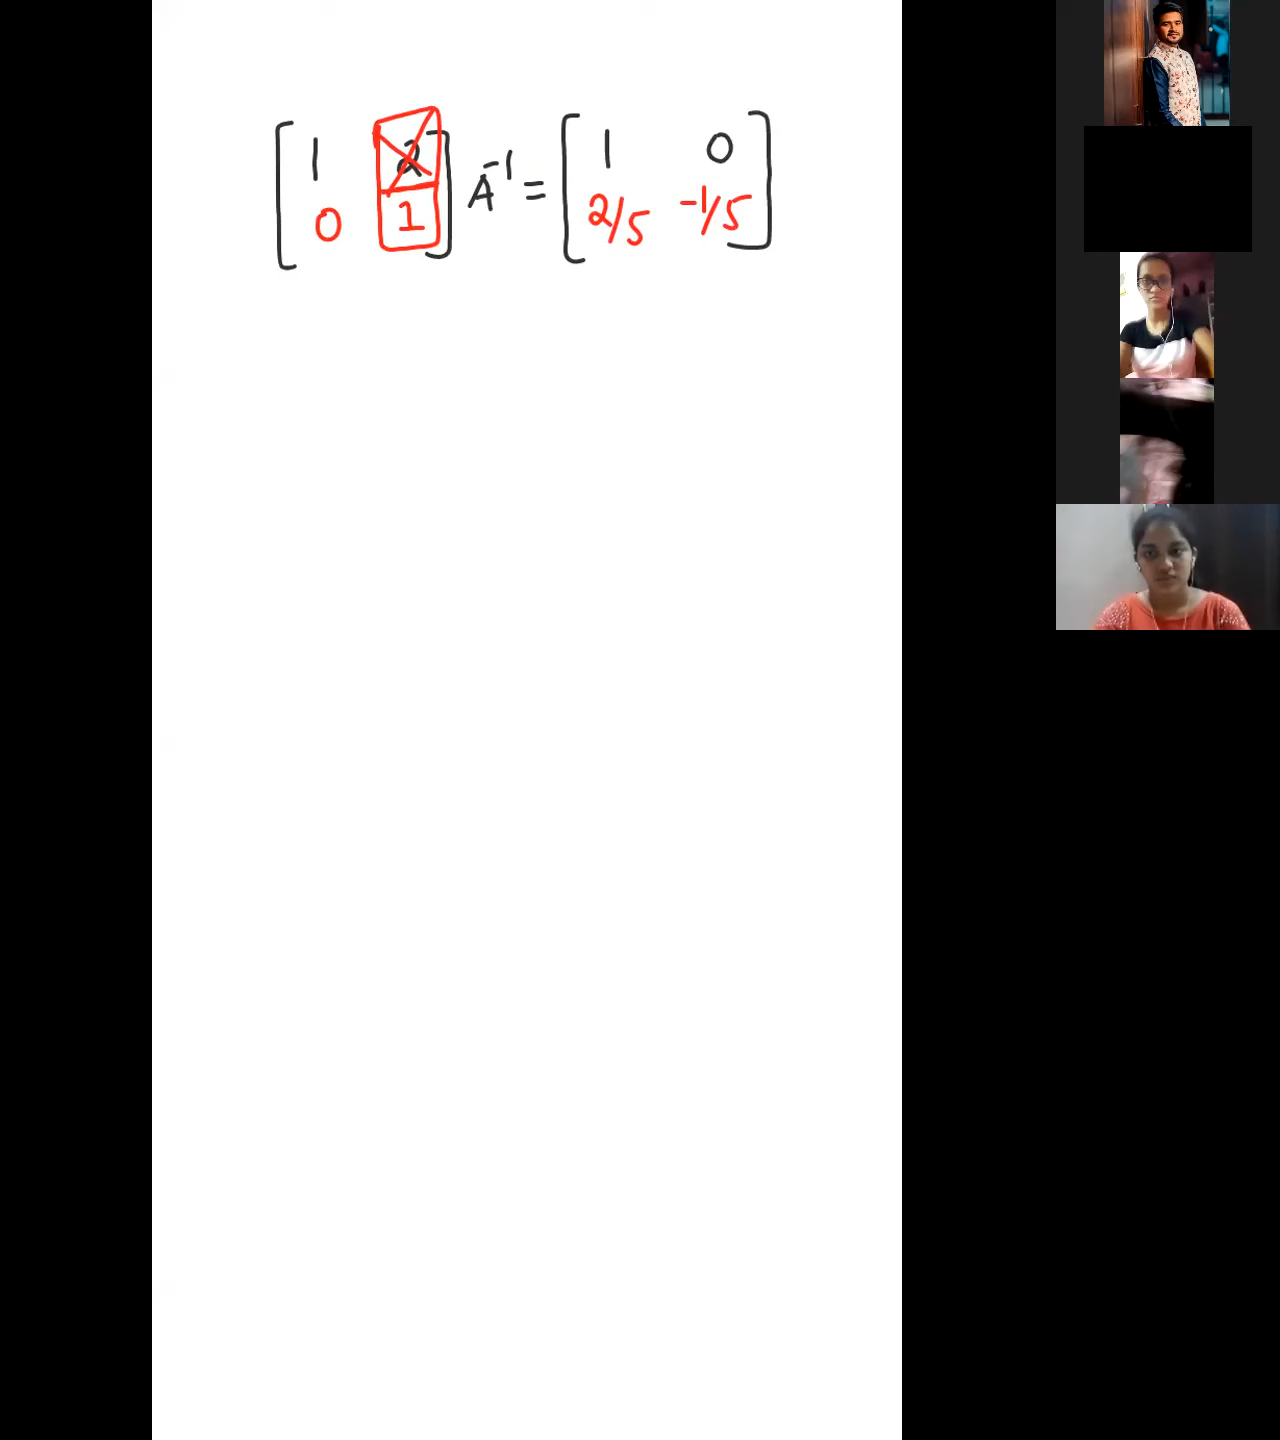 [ 1 2 ] A⁻¹ = [ 1 0 ]
[ 0 1 ] [ 2/5 -1/5 ]